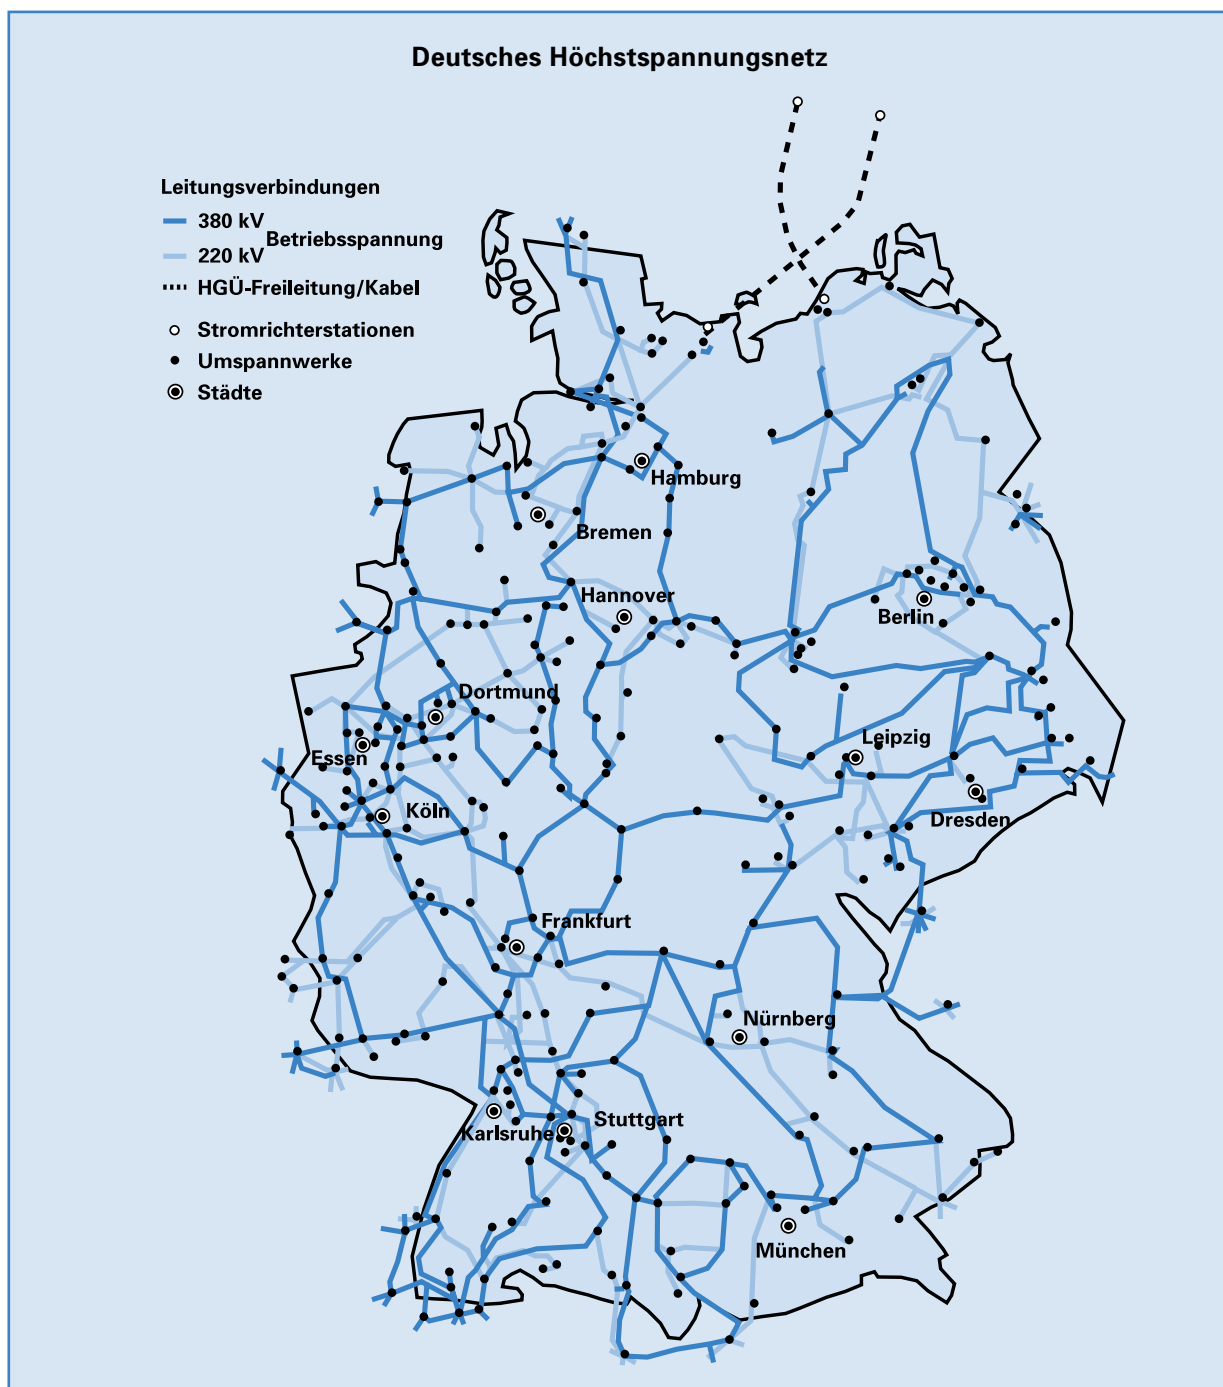 Deutsches Höchstspannungsnetz
Leitungsverbindungen
380 kV
Betriebsspannung
220 kV
HGÜ-Freileitung/Kabel
Stromrichterstationen
Umspannwerke
Städte
Hamburg
Bremen
Hannover
Berlin
Dortmund
Leipzig
Essen
Köln
Dresden
Frankfurt
Nürnberg
Stuttgart
Karlsruhe
München